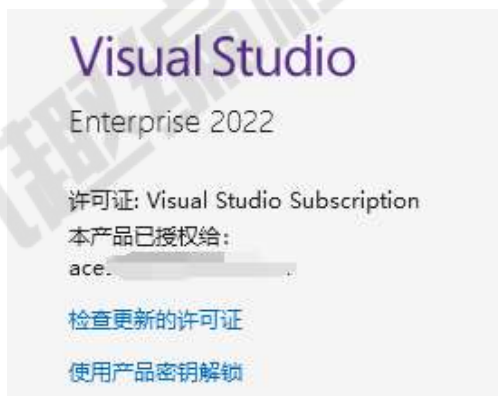 Visual Studio
Enterprise 2022
许可证: Visual Studio Subscription
本产品已授权给:
ace.
检查更新的许可证
使用产品密钥解锁